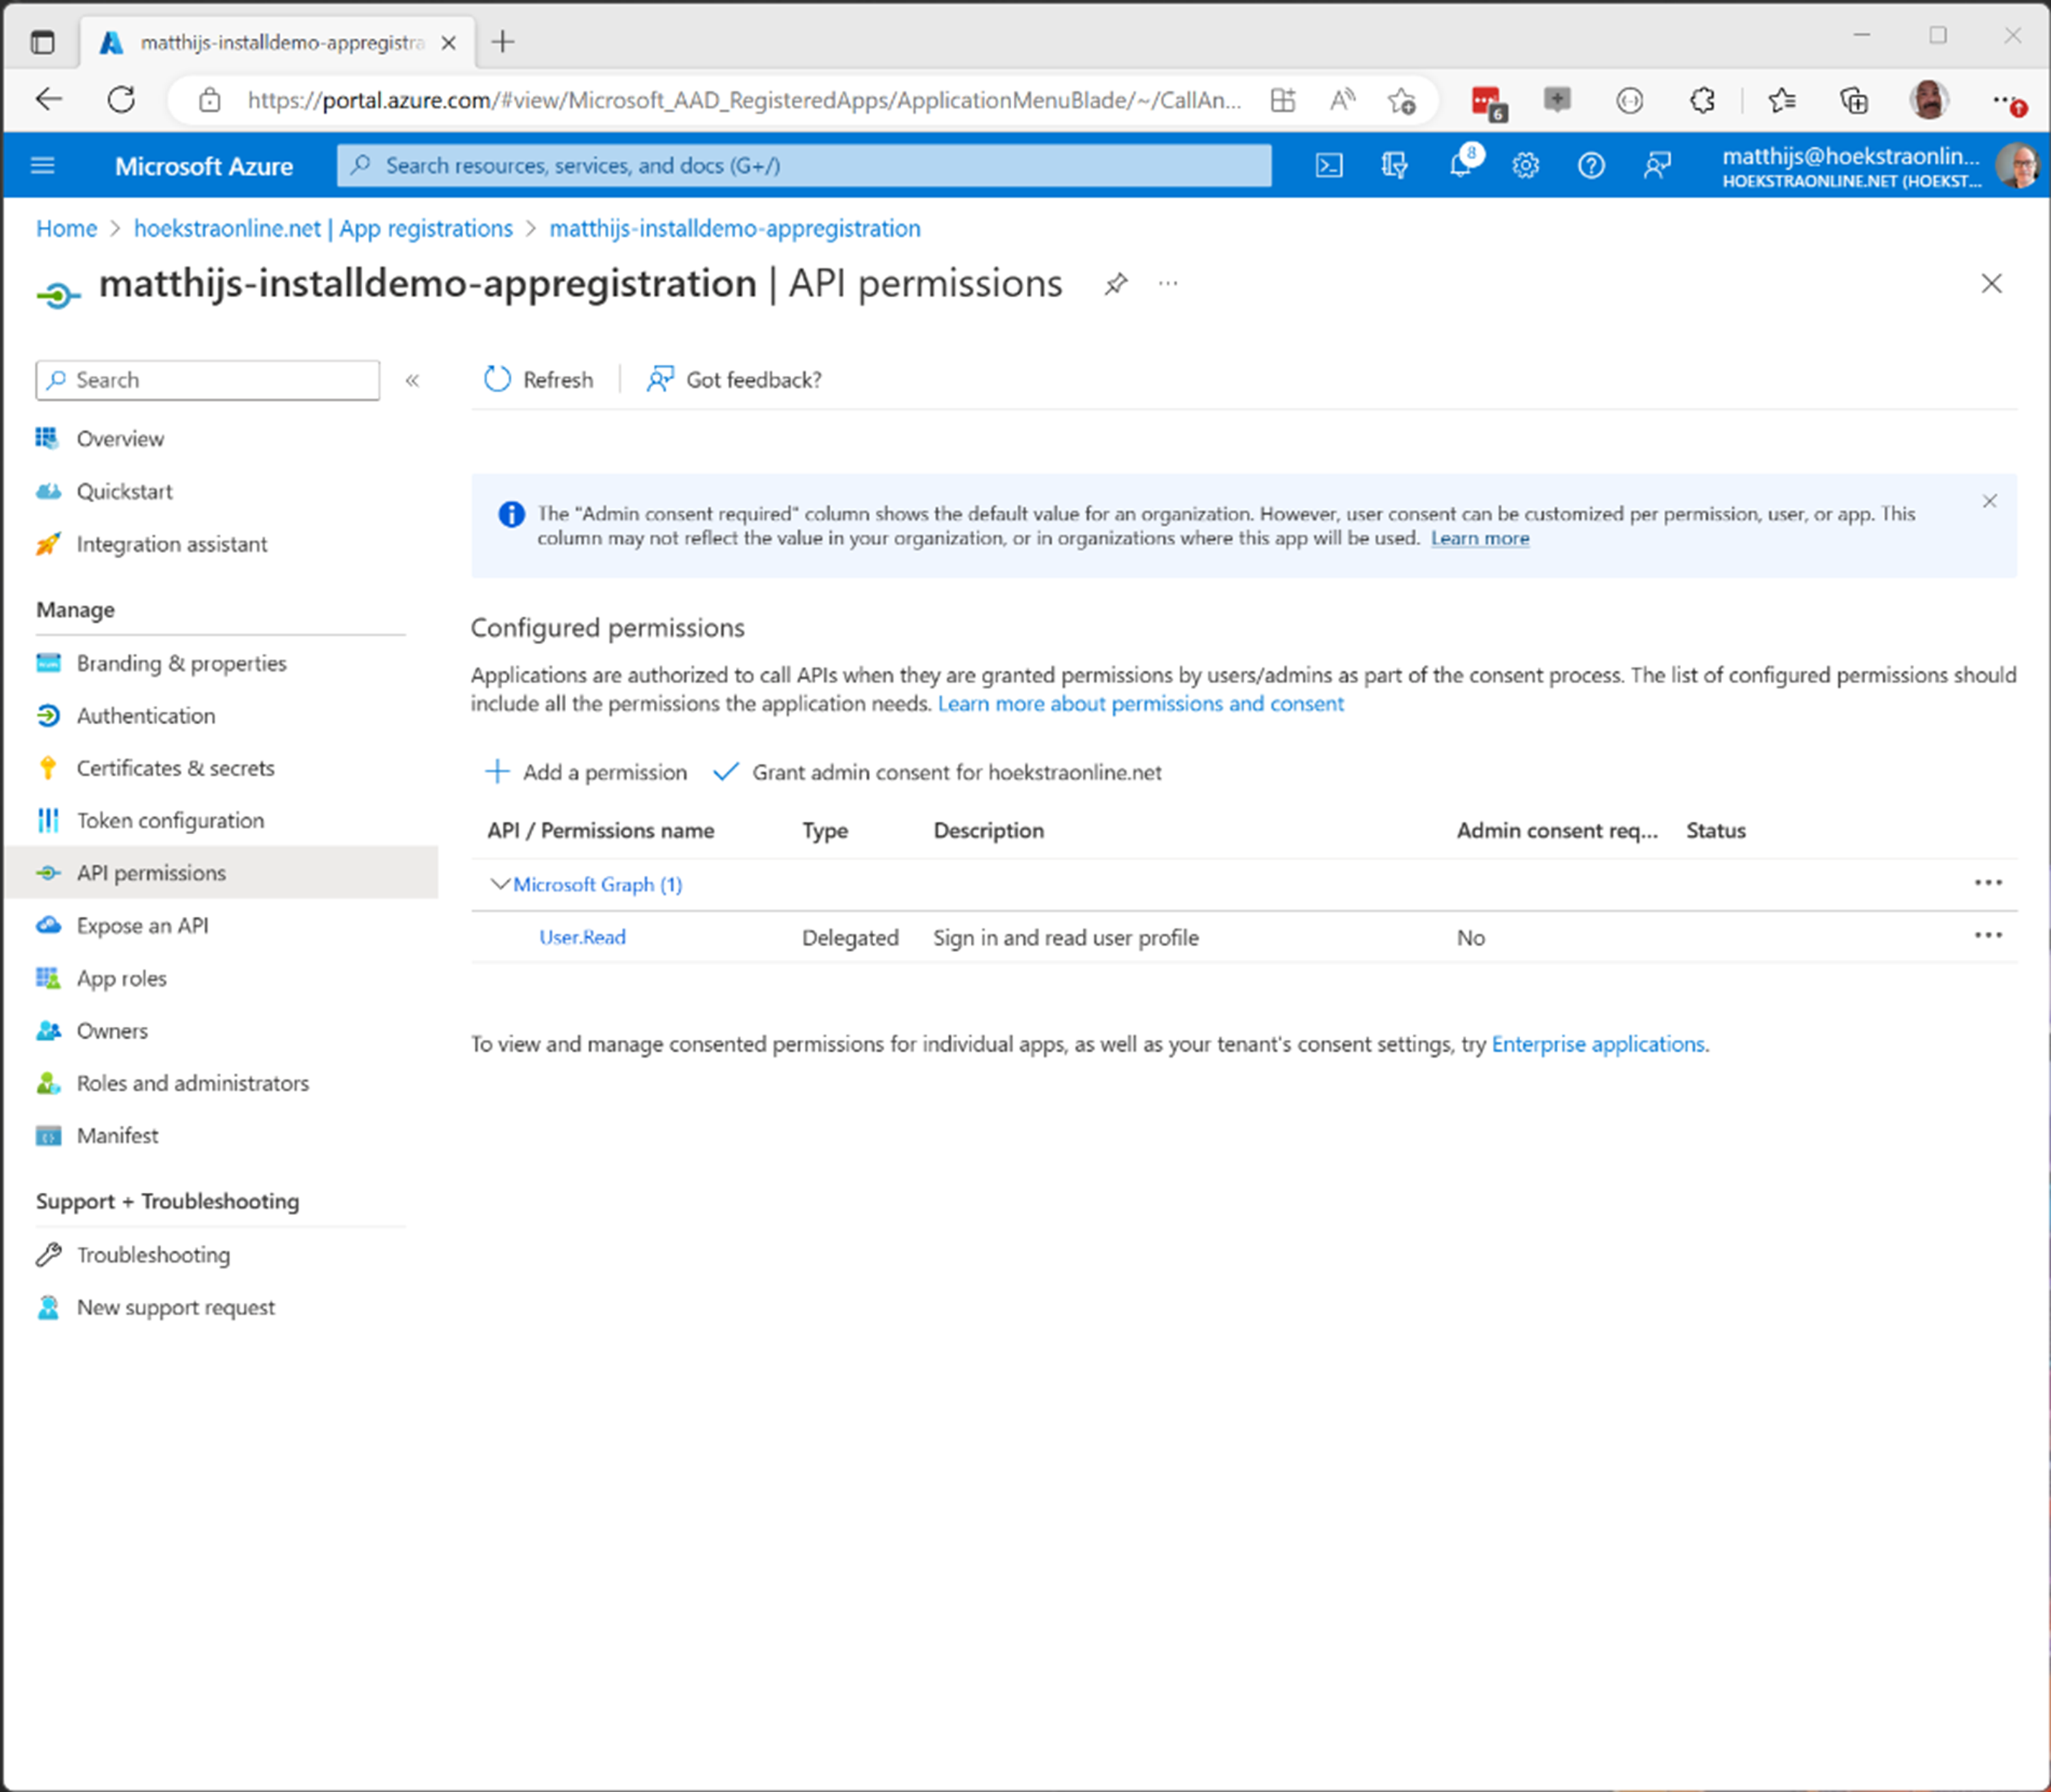 matthijs-installdemo-appregistra
https://portal.azure.com/#view/Microsoft_AAD_RegisteredApps/ApplicationMenuBlade/~/CallAn...
6
Microsoft Azure
Search resources, services, and docs (G+/)
8
matthijs@hoekstraonlin...
HOEKSTRAONLINE.NET (HOEKST...
Home > hoekstraonline.net | App registrations > matthijs-installdemo-appregistration
matthijs-installdemo-appregistration | API permissions
Search
Refresh
Got feedback?
Overview
Quickstart
Integration assistant
Manage
Branding & properties
Authentication
Certificates & secrets
Token configuration
API permissions
Expose an API
App roles
Owners
Roles and administrators
Manifest
Support + Troubleshooting
Troubleshooting
New support request
The "Admin consent required" column shows the default value for an organization. However, user consent can be customized per permission, user, or app. This
column may not reflect the value in your organization, or in organizations where this app will be used. Learn more
Configured permissions
Applications are authorized to call APIs when they are granted permissions by users/admins as part of the consent process. The list of configured permissions should
include all the permissions the application needs. Learn more about permissions and consent
Add a permission
Grant admin consent for hoekstraonline.net
API / Permissions name Type Description Admin consent req... Status
Microsoft Graph (1)
User.Read Delegated Sign in and read user profile No
To view and manage consented permissions for individual apps, as well as your tenant's consent settings, try Enterprise applications.